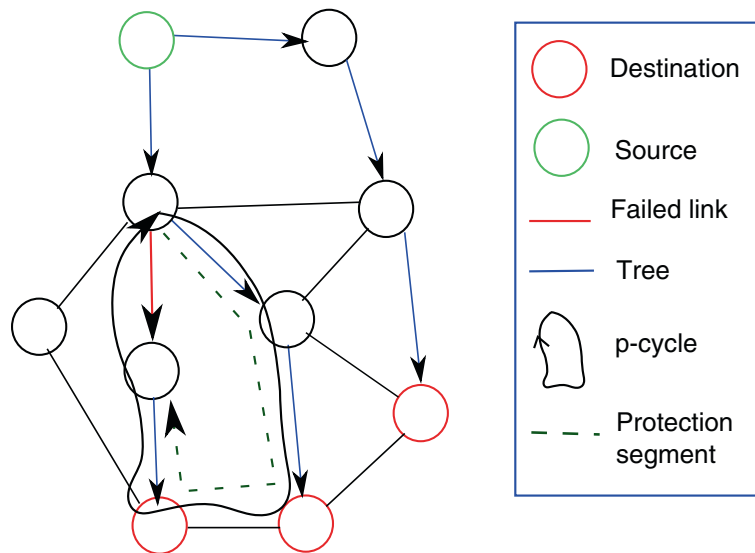 Destination
Source
Failed link
Tree
p-cycle
Protection
segment